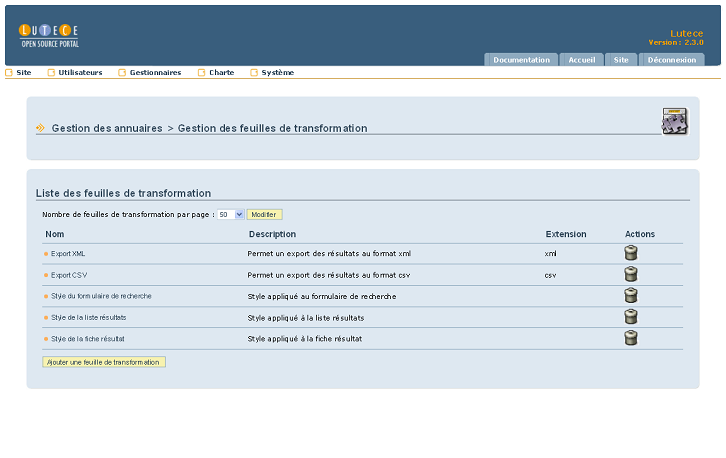 LUTECE
OPEN SOURCE PORTAL
Lutece
Version : 2.3.0
Documentation Accueil Site Déconnexion
Site Utilisateurs Gestionnaires Charte Système
Gestion des annuaires > Gestion des feuilles de transformation
Liste des feuilles de transformation
Nombre de feuilles de transformation par page : 50 Modifier
Nom Description Extension Actions
Export XML Permet un export des résultats au format xml xml
Export CSV Permet un export des résultats au format csv csv
Style du formulaire de recherche Style appliqué au formulaire de recherche
Style de la liste résultats Style appliqué à la liste résultats
Style de la fiche résultat Style appliqué à la fiche résultat
Ajouter une feuille de transformation